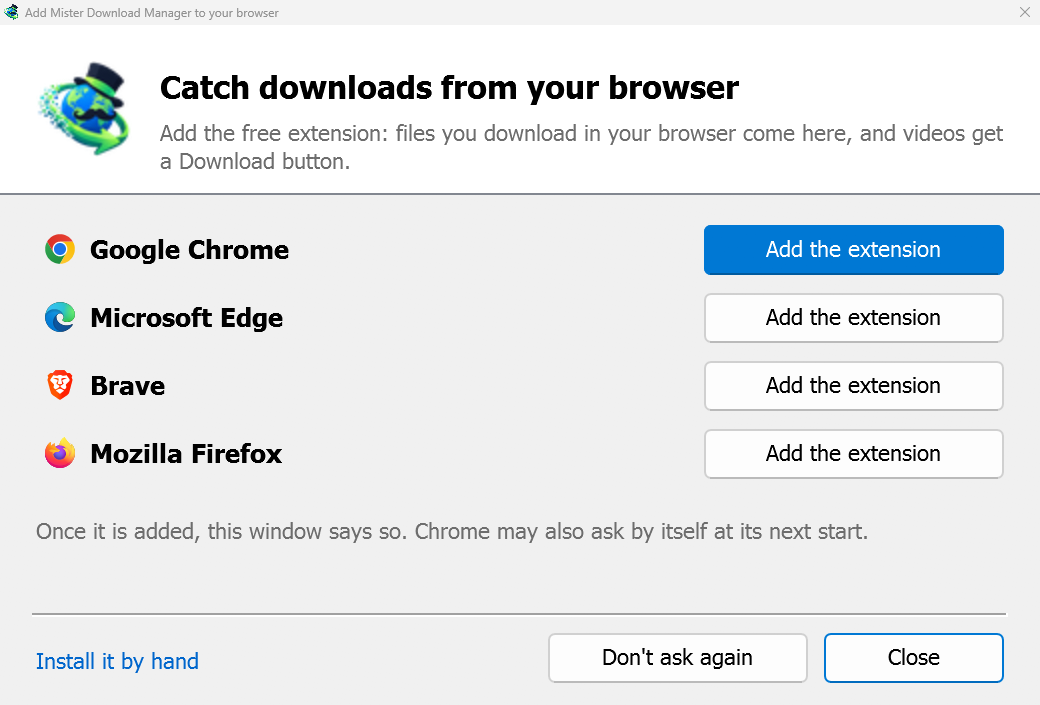 Add Mister Download Manager to your browser
Catch downloads from your browser
Add the free extension: files you download in your browser come here, and videos get
a Download button.
Google Chrome
Add the extension
Microsoft Edge
Add the extension
Brave
Add the extension
Mozilla Firefox
Add the extension
Once it is added, this window says so. Chrome may also ask by itself at its next start.
Install it by hand
Don't ask again
Close